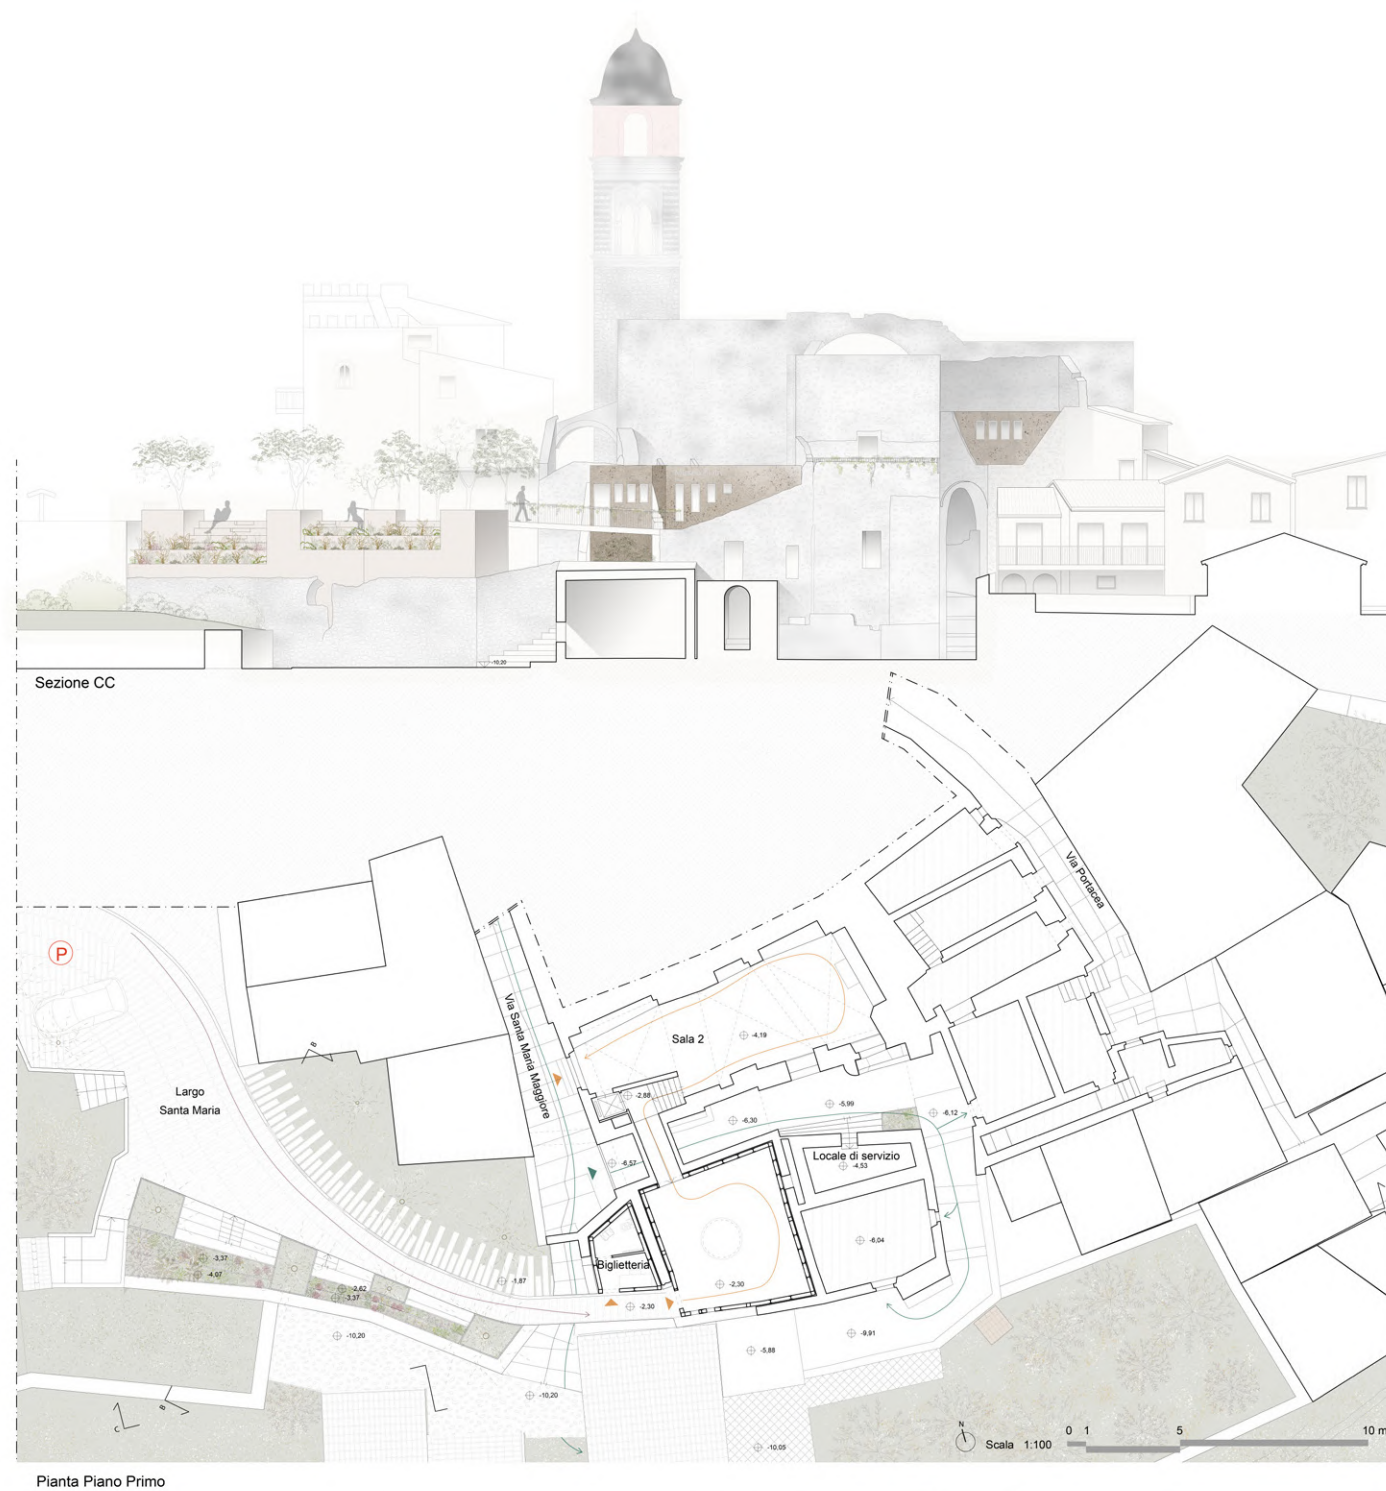 -10,20
Sezione CC
Via Portacea
P
B
Via Santa Maria Maggiore
Sala 2
-4,19
Largo
Santa Maria
-2,88
-6,30
-5,99
-6,12
Locale di servizio
-4,53
-6,57
-6,04
Biglietteria
-3,37
-4,07
-2,62
-3,37
-1,87
-2,30
-2,30
-10,20
-5,88
-9,91
-10,20
B
C
-10,05
N
Scala 1:100
0 1 5 10 m
Pianta Piano Primo